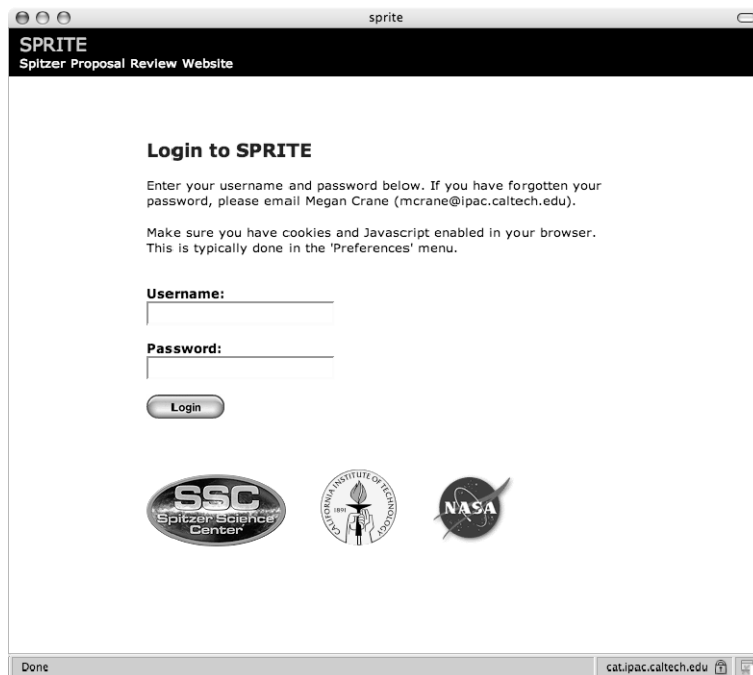 sprite
SPRITE
Spitzer Proposal Review Website
Login to SPRITE
Enter your username and password below. If you have forgotten your
password, please email Megan Crane (mcrane@ipac.caltech.edu).
Make sure you have cookies and Javascript enabled in your browser.
This is typically done in the 'Preferences' menu.
Username:
Password:
Login
SSC
Spitzer Science
Center
CALIFORNIA INSTITUTE OF TECHNOLOGY
1891
NASA
Done
cat.ipac.caltech.edu